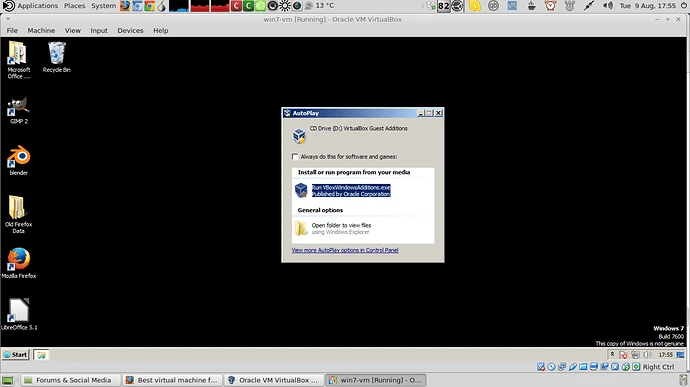 Applications Places System 13 °C 82 Tue 9 Aug, 17:55
win7-vm [Running] - Oracle VM VirtualBox
File Machine View Input Devices Help
Microsoft
Office ...
Recycle Bin
GIMP 2
blender
Old Firefox
Data
Mozilla Firefox
LibreOffice 5.1
AutoPlay
CD Drive (D:) VirtualBox Guest Additions
Always do this for software and games:
Install or run program from your media
Run VBoxWindowsAdditions.exe
Published by Oracle Corporation
General options
Open folder to view files
using Windows Explorer
View more AutoPlay options in Control Panel
Windows 7
Build 7600
This copy of Windows is not genuine
Start 17:55
Right Ctrl
Forums & Social Media Best virtual machine f... Oracle VM VirtualBox ... win7-vm [Running] - O...